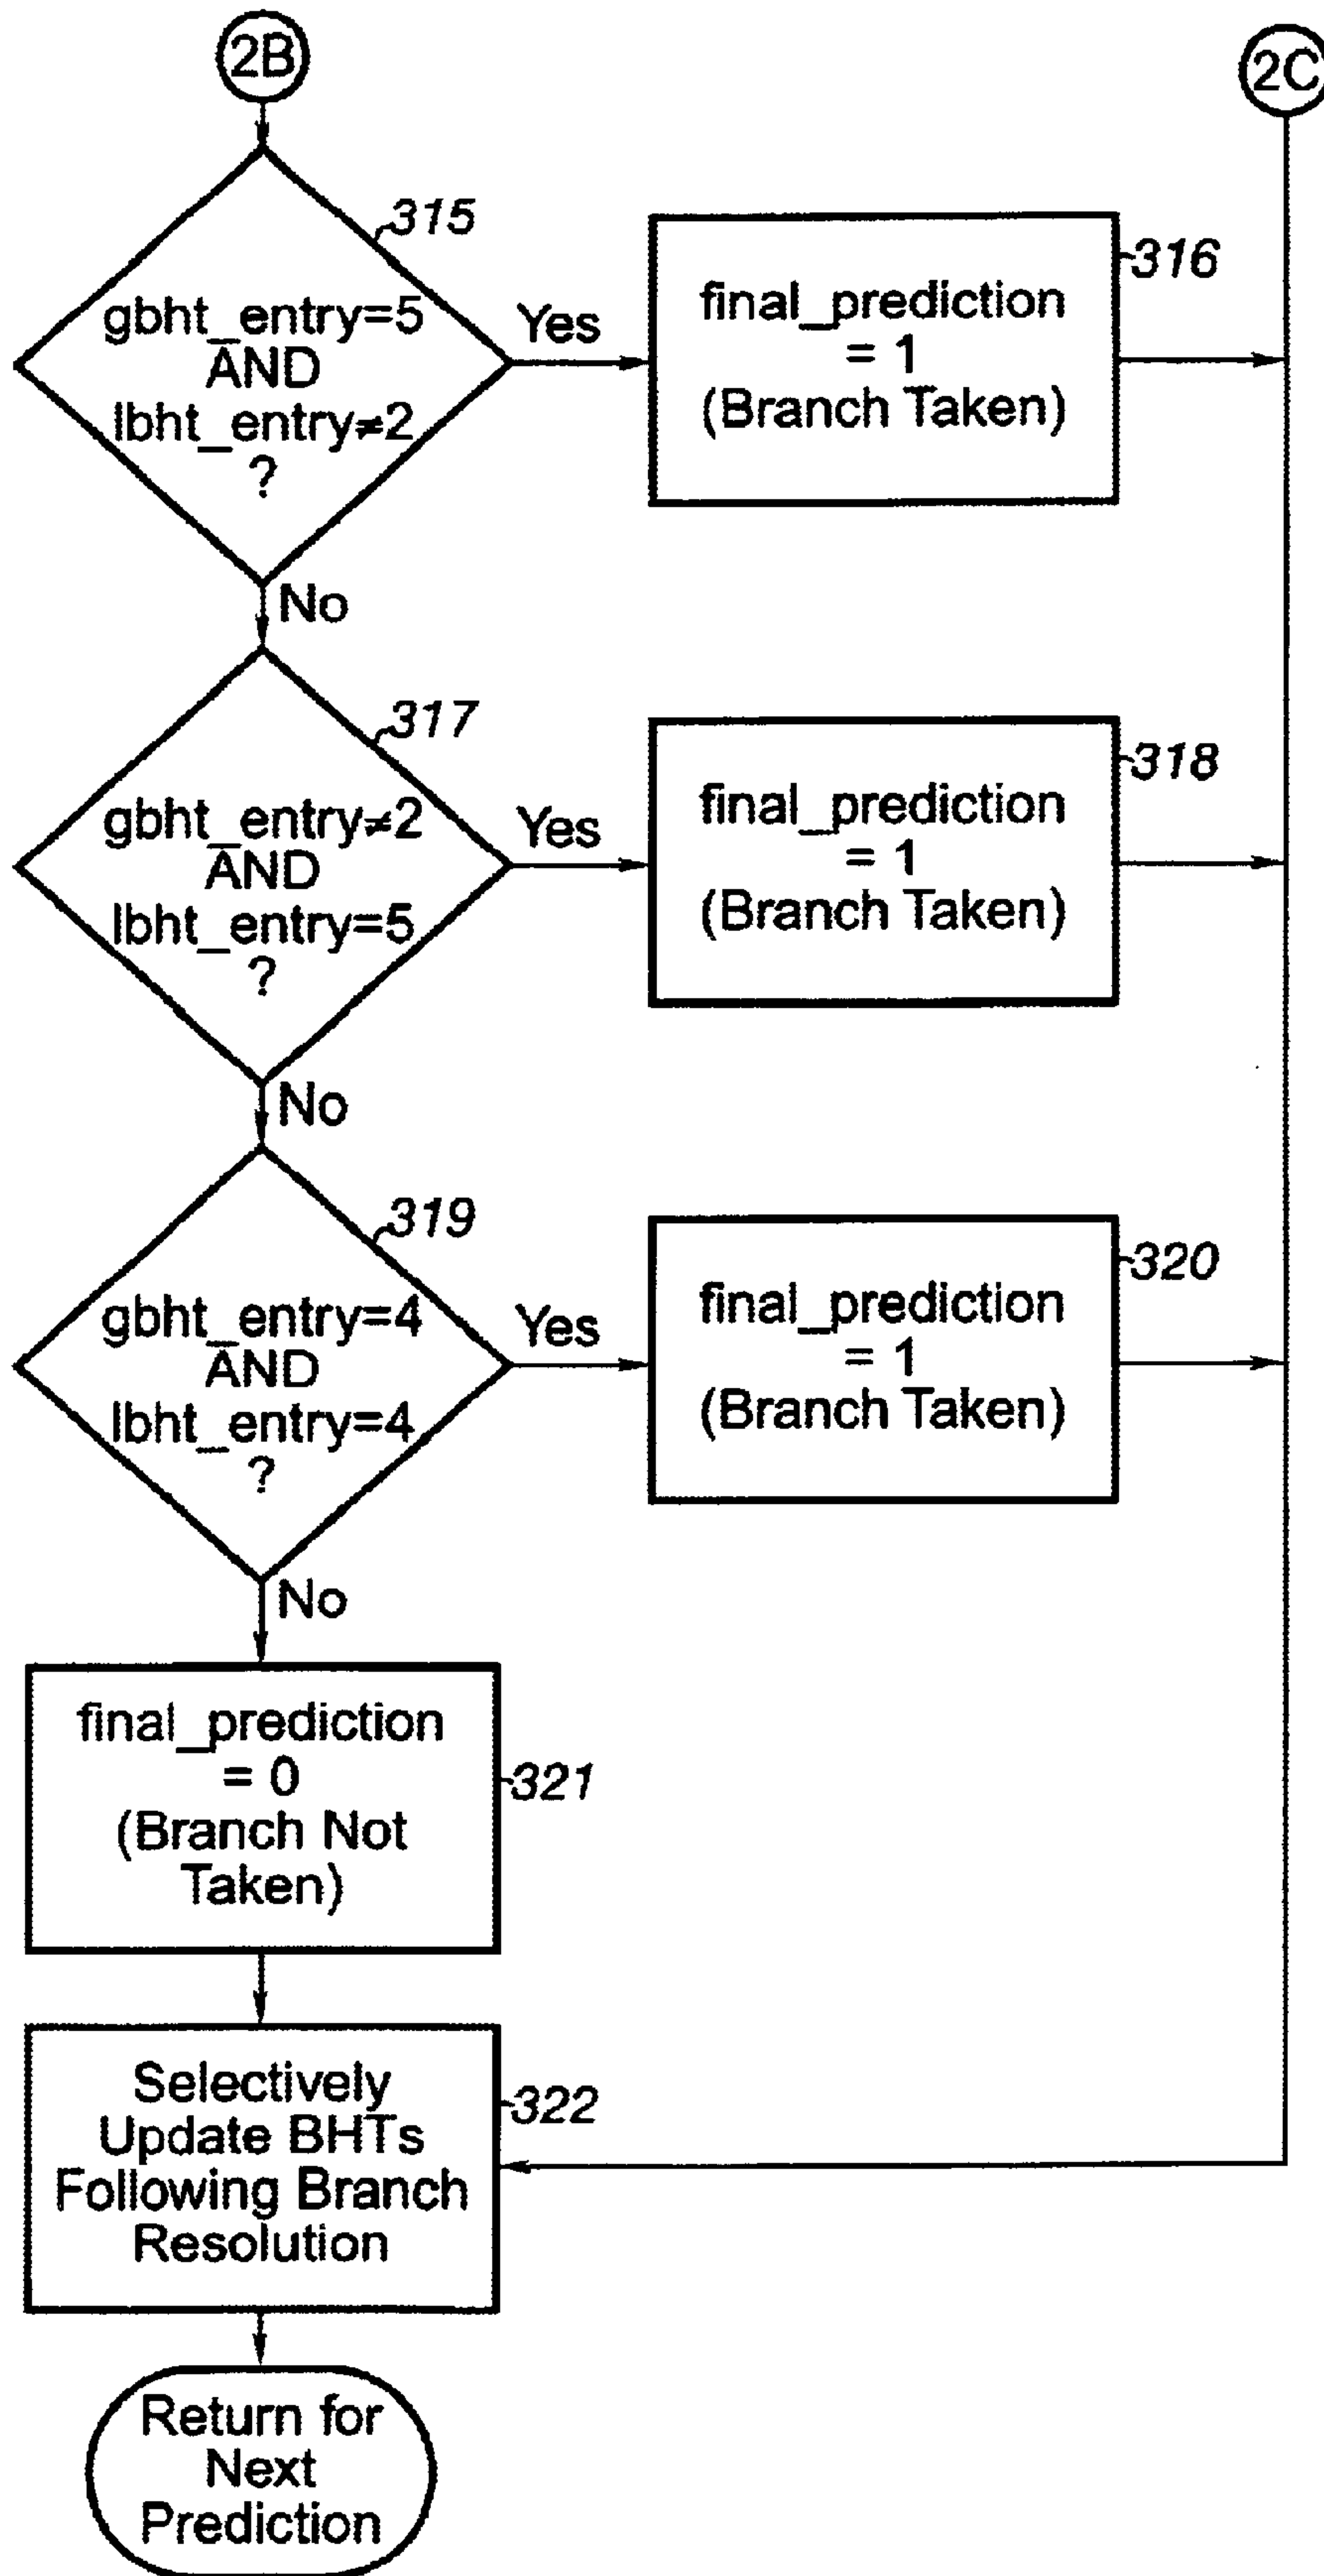 2B
2C
315
gbht_entry=5
AND
lbht_entry≠2
?
Yes
316
final_prediction
= 1
(Branch Taken)
No
317
gbht_entry≠2
AND
lbht_entry=5
?
Yes
318
final_prediction
= 1
(Branch Taken)
No
319
gbht_entry=4
AND
lbht_entry=4
?
Yes
320
final_prediction
= 1
(Branch Taken)
No
final_prediction
= 0
(Branch Not
Taken)
321
Selectively
Update BHTs
Following Branch
Resolution
322
Return for
Next
Prediction